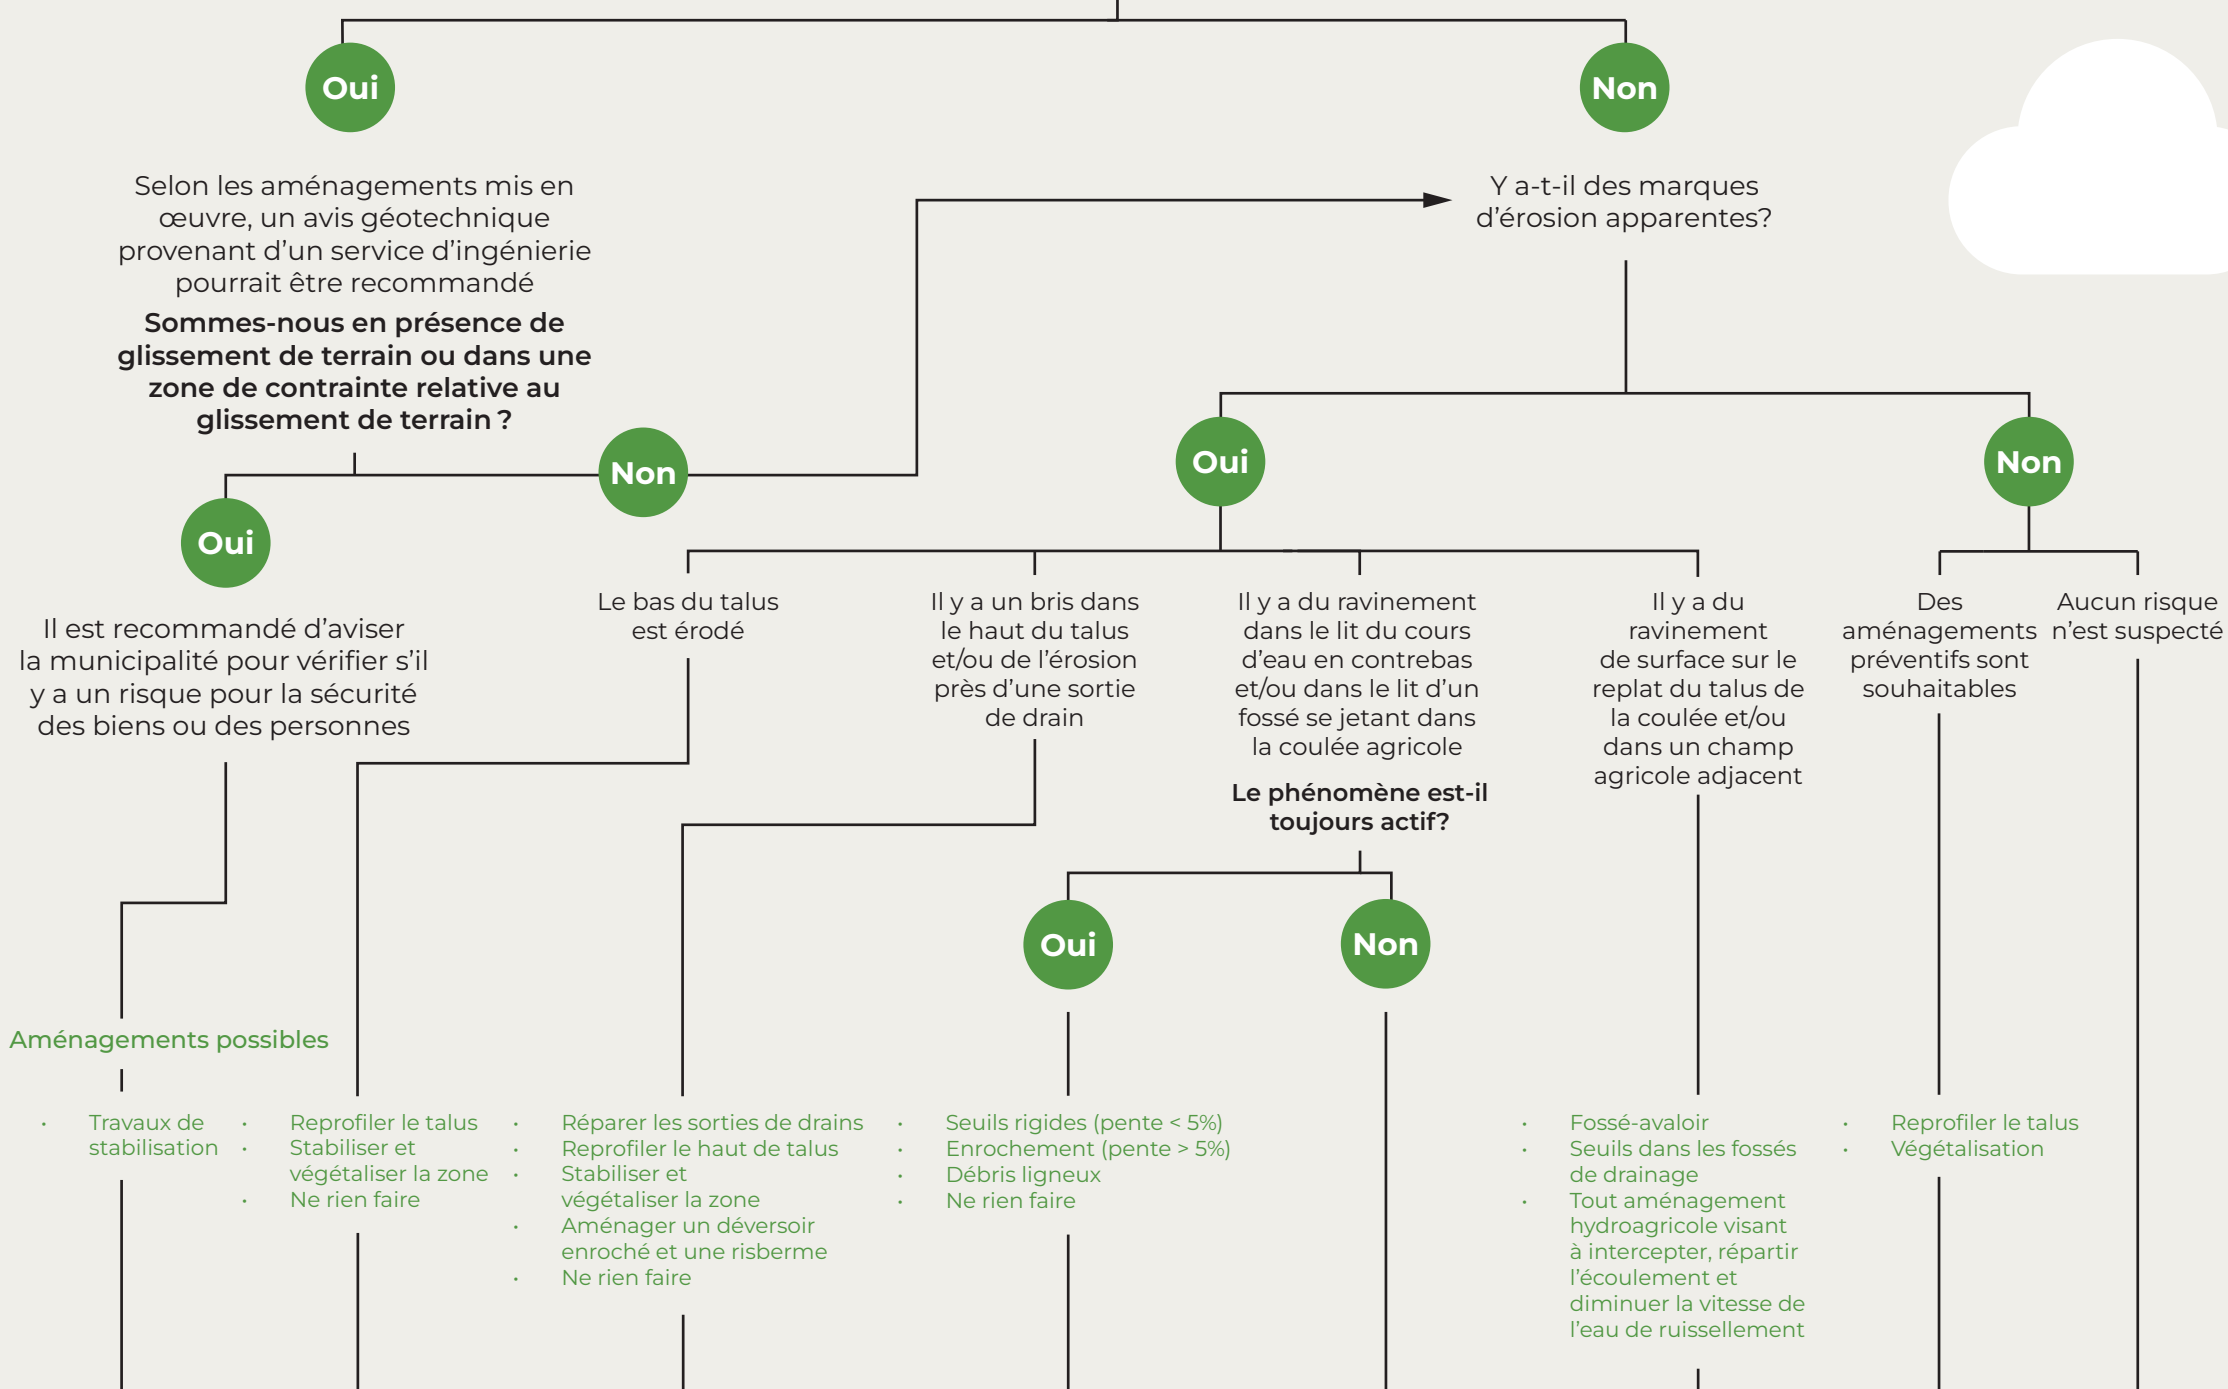 Oui
Non
Selon les aménagements mis en
œuvre, un avis géotechnique
provenant d'un service d'ingénierie
pourrait être recommandé
Sommes-nous en présence de
glissement de terrain ou dans une
zone de contrainte relative au
glissement de terrain ?
Y a-t-il des marques
d'érosion apparentes?
Non
Oui
Oui
Non
Il est recommandé d'aviser
la municipalité pour vérifier s'il
y a un risque pour la sécurité
des biens ou des personnes
Le bas du talus
est érodé
Il y a un bris dans
le haut du talus
et/ou de l'érosion
près d'une sortie
de drain
Il y a du ravinement
dans le lit du cours
d'eau en contrebas
et/ou dans le lit d'un
fossé se jetant dans
la coulée agricole
Le phénomène est-il
toujours actif?
Il y a du
ravinement
de surface sur le
replat du talus de
la coulée et/ou
dans un champ
agricole adjacent
Des
aménagements
préventifs sont
souhaitables
Aucun risque
n'est suspecté
Oui
Non
Aménagements possibles
• Travaux de
stabilisation
• Reprofiler le talus
• Stabiliser et
végétaliser la zone
• Ne rien faire
• Réparer les sorties de drains
• Reprofiler le haut de talus
• Stabiliser et
végétaliser la zone
• Aménager un déversoir
enroché et une risberme
• Ne rien faire
• Seuils rigides (pente < 5%)
• Enrochement (pente > 5%)
• Débris ligneux
• Ne rien faire
• Fossé-avaloir
• Seuils dans les fossés
de drainage
• Tout aménagement
hydroagricole visant
à intercepter, répartir
l'écoulement et
diminuer la vitesse de
l'eau de ruissellement
• Reprofiler le talus
• Végétalisation